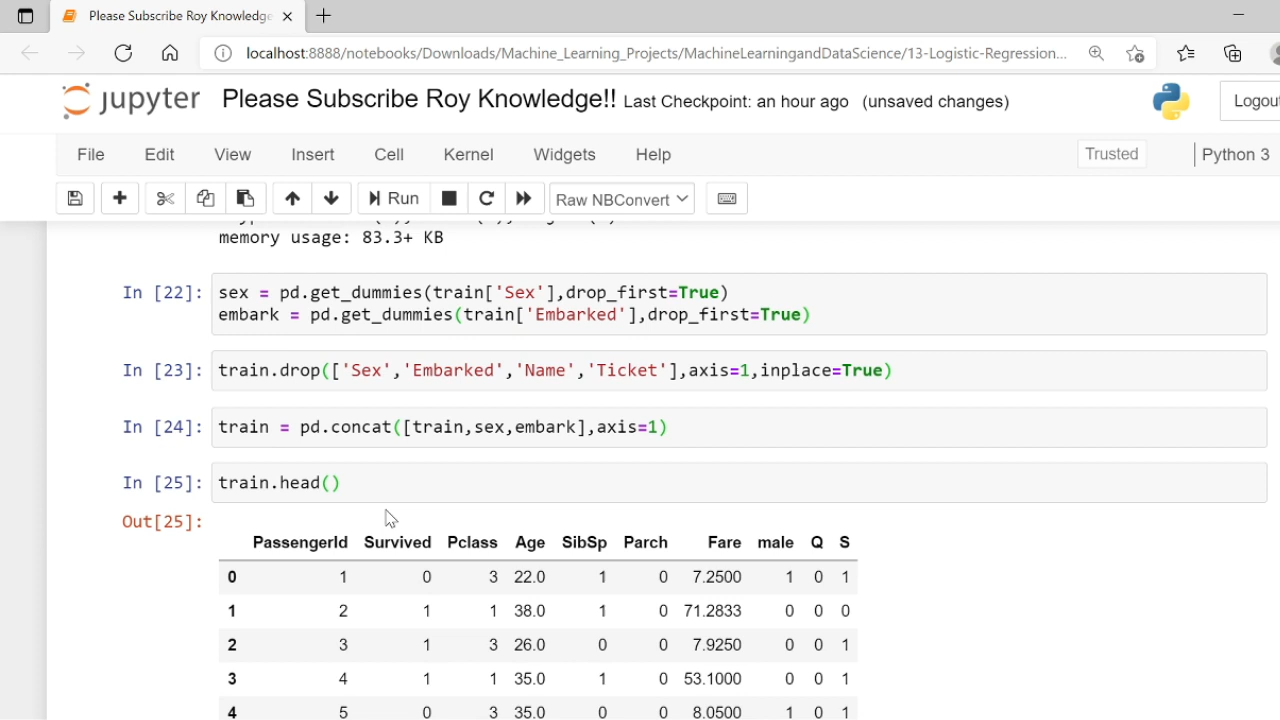 Please Subscribe Roy Knowledge
localhost:8888/notebooks/Downloads/Machine_Learning_Projects/MachineLearningandDataScience/13-Logistic-Regression...
jupyter Please Subscribe Roy Knowledge!! Last Checkpoint: an hour ago (unsaved changes)
Logout
File Edit View Insert Cell Kernel Widgets Help Trusted Python 3
Run Raw NBConvert
memory usage: 83.3+ KB
In [22]: sex = pd.get_dummies(train['Sex'],drop_first=True)
embark = pd.get_dummies(train['Embarked'],drop_first=True)
In [23]: train.drop(['Sex','Embarked','Name','Ticket'],axis=1,inplace=True)
In [24]: train = pd.concat([train,sex,embark],axis=1)
In [25]: train.head()
Out[25]:
PassengerId Survived Pclass Age SibSp Parch Fare male Q S
0 1 0 3 22.0 1 0 7.2500 1 0 1
1 2 1 1 38.0 1 0 71.2833 0 0 0
2 3 1 3 26.0 0 0 7.9250 0 0 1
3 4 1 1 35.0 1 0 53.1000 0 0 1
4 5 0 3 35.0 0 0 8.0500 1 0 1